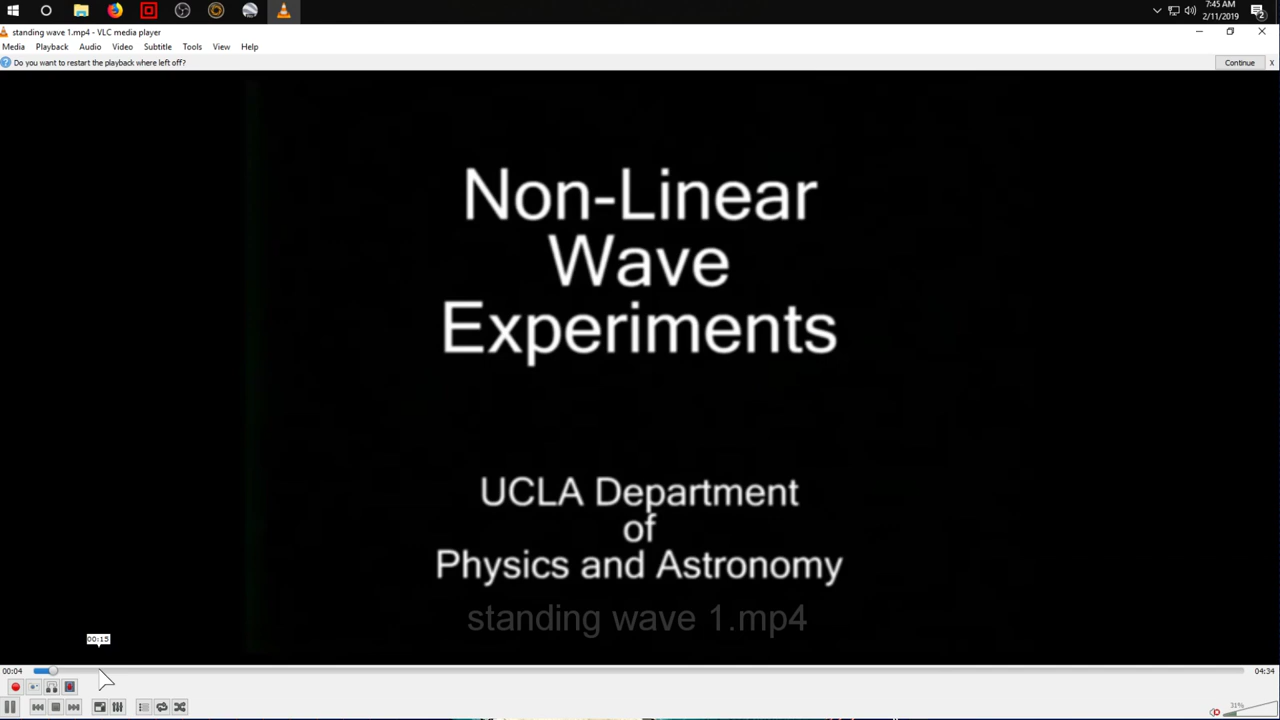 7:45 AM
2/11/2019
2
standing wave 1.mp4 - VLC media player
Media Playback Audio Video Subtitle Tools View Help
Do you want to restart the playback where left off?
Continue
x
Non-Linear
Wave
Experiments
UCLA Department
of
Physics and Astronomy
standing wave 1.mp4
00:15
00:04
04:34
31%